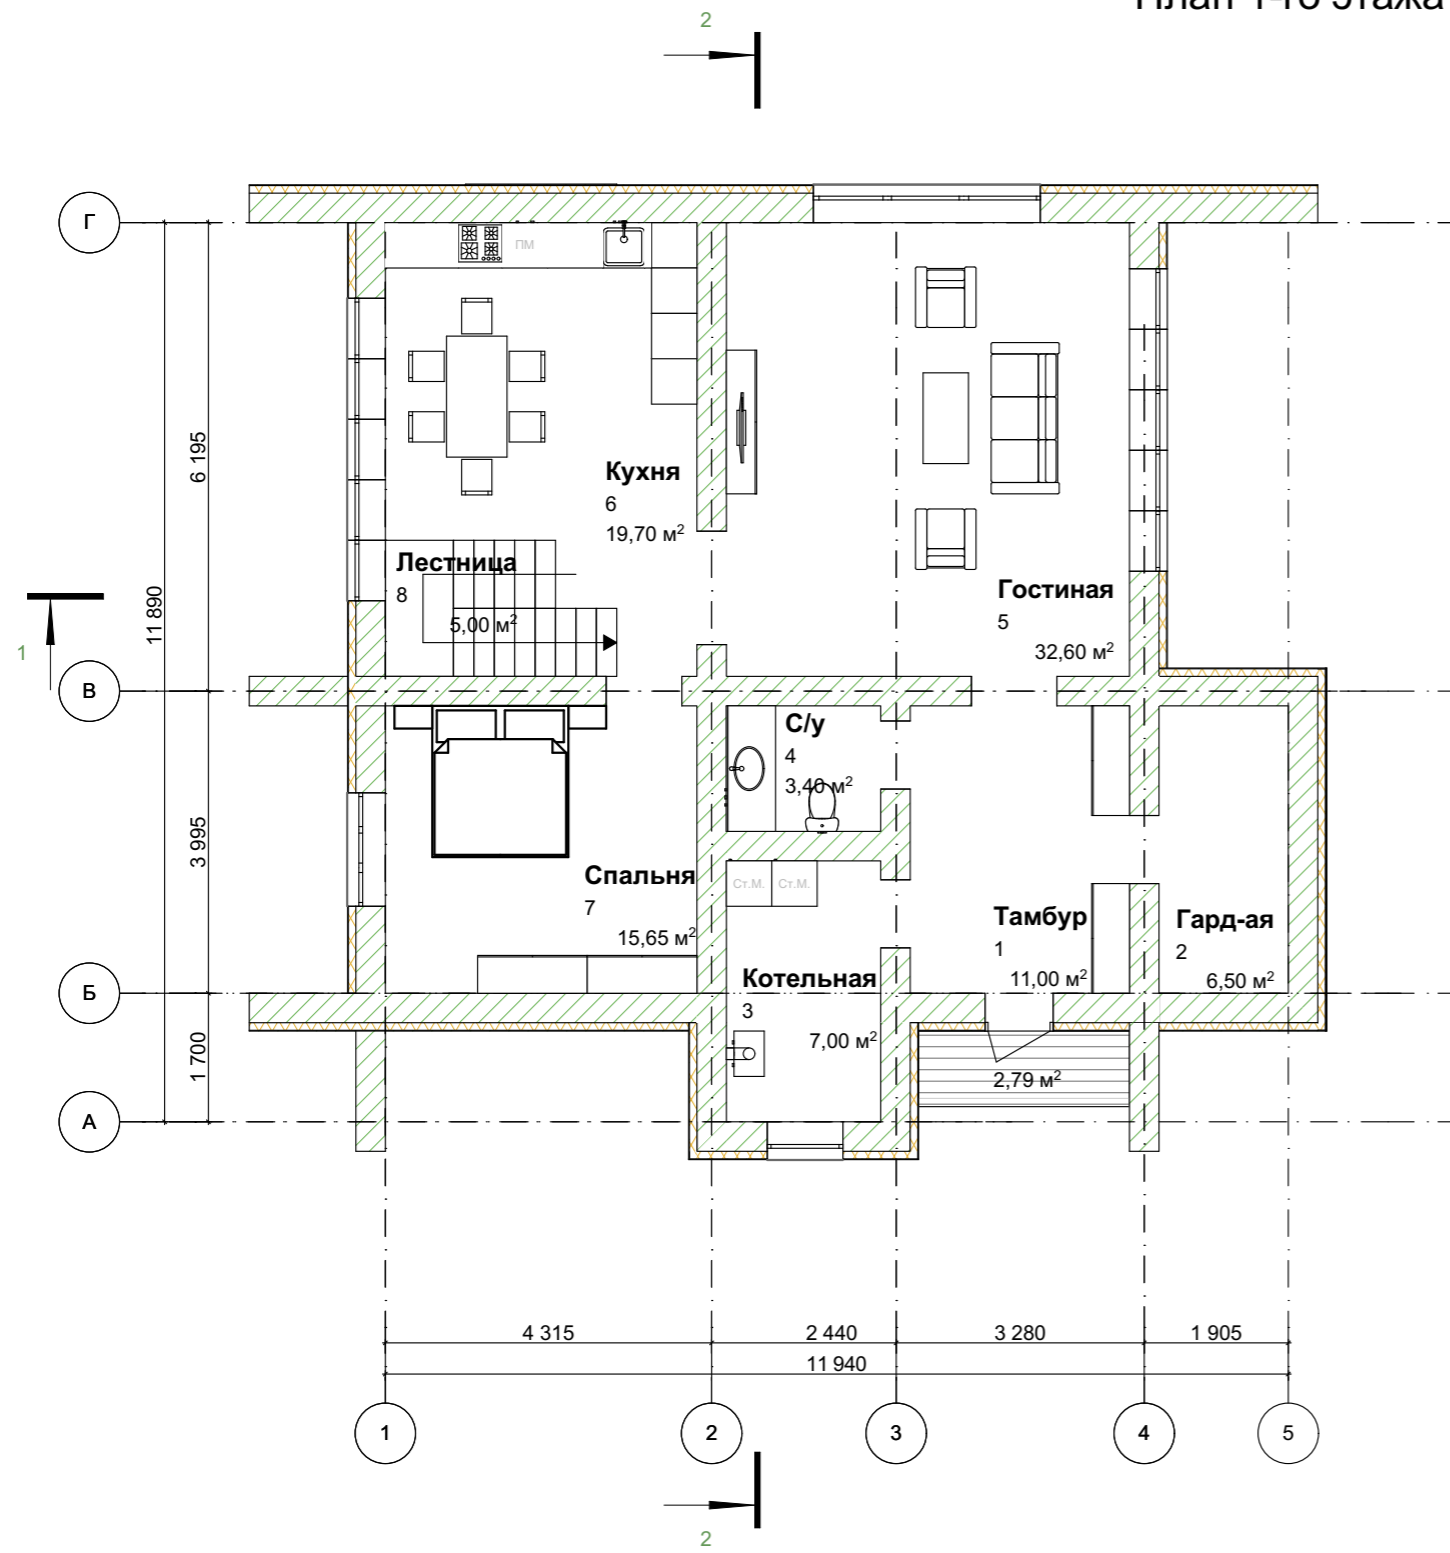 План 1-го этажа
2
Г
ПМ
6 195
Кухня
6
19,70 м²
Лестница
8
5,00 м²
Гостиная
5
32,60 м²
11 890
1
В
С/у
4
3,40 м²
3 995
Спальня
7
15,65 м²
Ст.М.
Ст.М.
Тамбур
1
11,00 м²
Гард-ая
2
6,50 м²
Котельная
3
7,00 м²
Б
1 700
2,79 м²
А
4 315
2 440
3 280
1 905
11 940
1
2
3
4
5
2